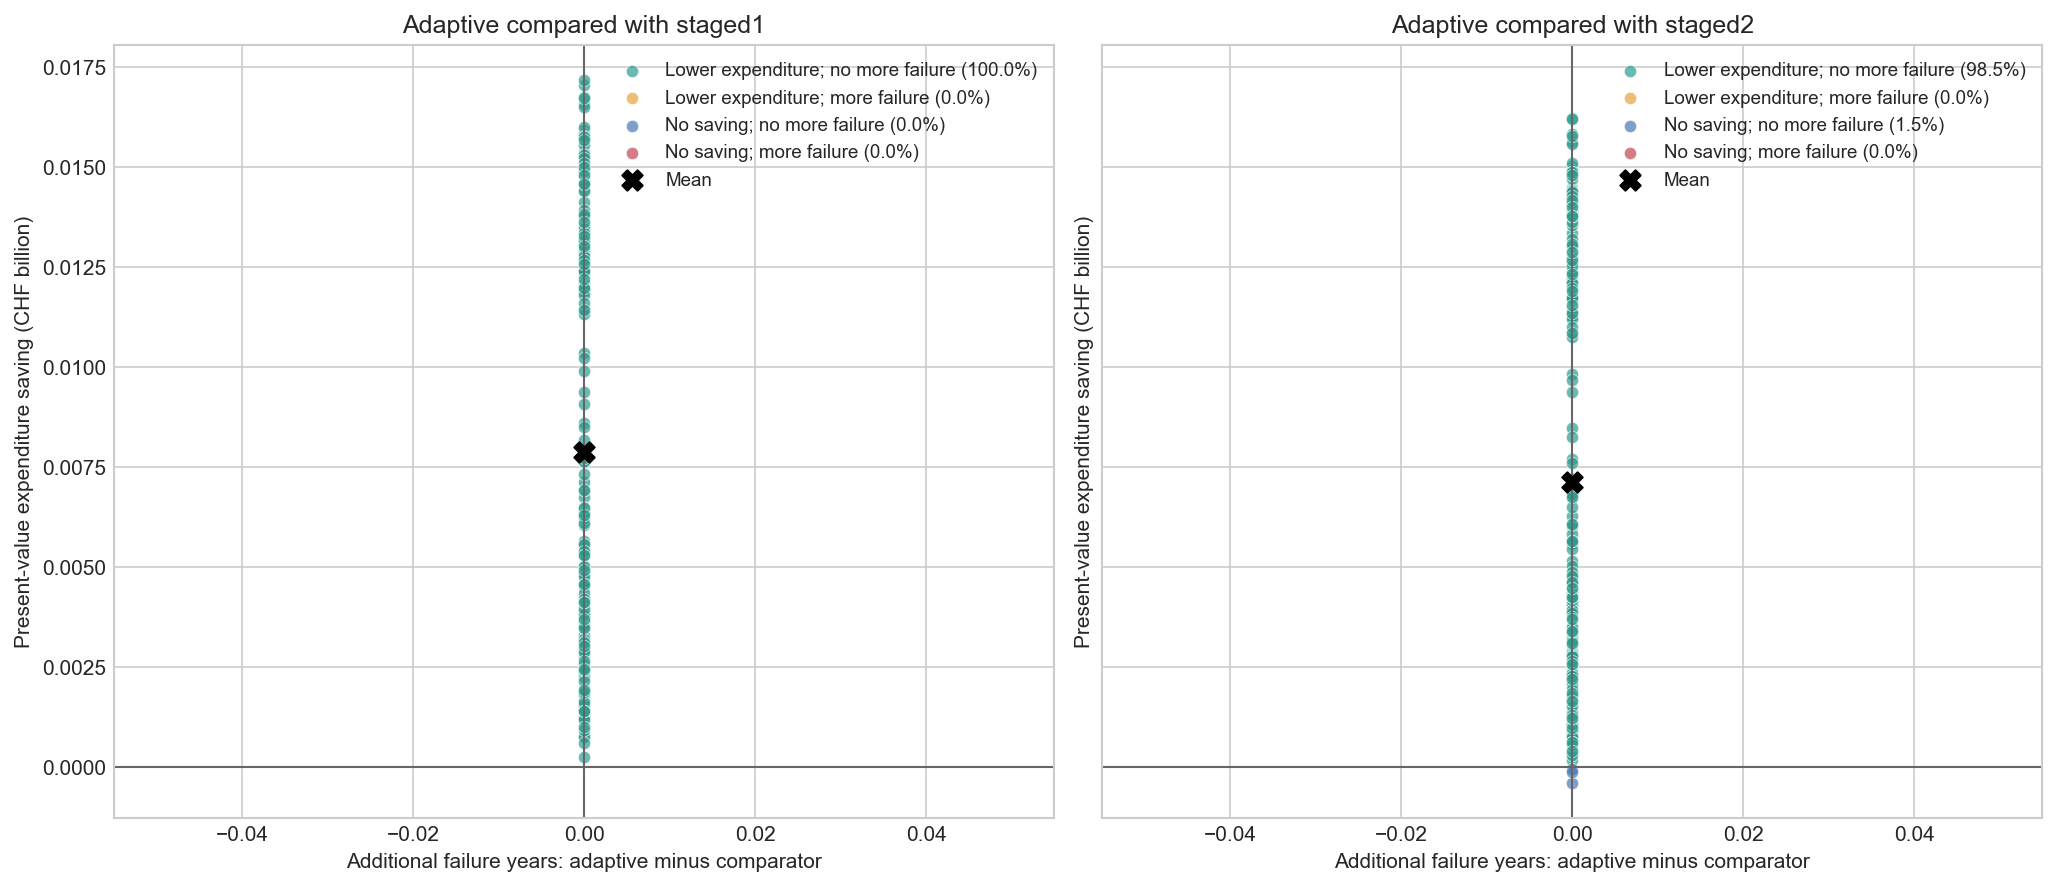 Adaptive compared with staged1
Present-value expenditure saving (CHF billion)
0.0175
0.0150
0.0125
0.0100
0.0075
0.0050
0.0025
0.0000
Lower expenditure; no more failure (100.0%)
Lower expenditure; more failure (0.0%)
No saving; no more failure (0.0%)
No saving; more failure (0.0%)
Mean
−0.04 −0.02 0.00 0.02 0.04
Additional failure years: adaptive minus comparator
Adaptive compared with staged2
Present-value expenditure saving (CHF billion)
Lower expenditure; no more failure (98.5%)
Lower expenditure; more failure (0.0%)
No saving; no more failure (1.5%)
No saving; more failure (0.0%)
Mean
−0.04 −0.02 0.00 0.02 0.04
Additional failure years: adaptive minus comparator